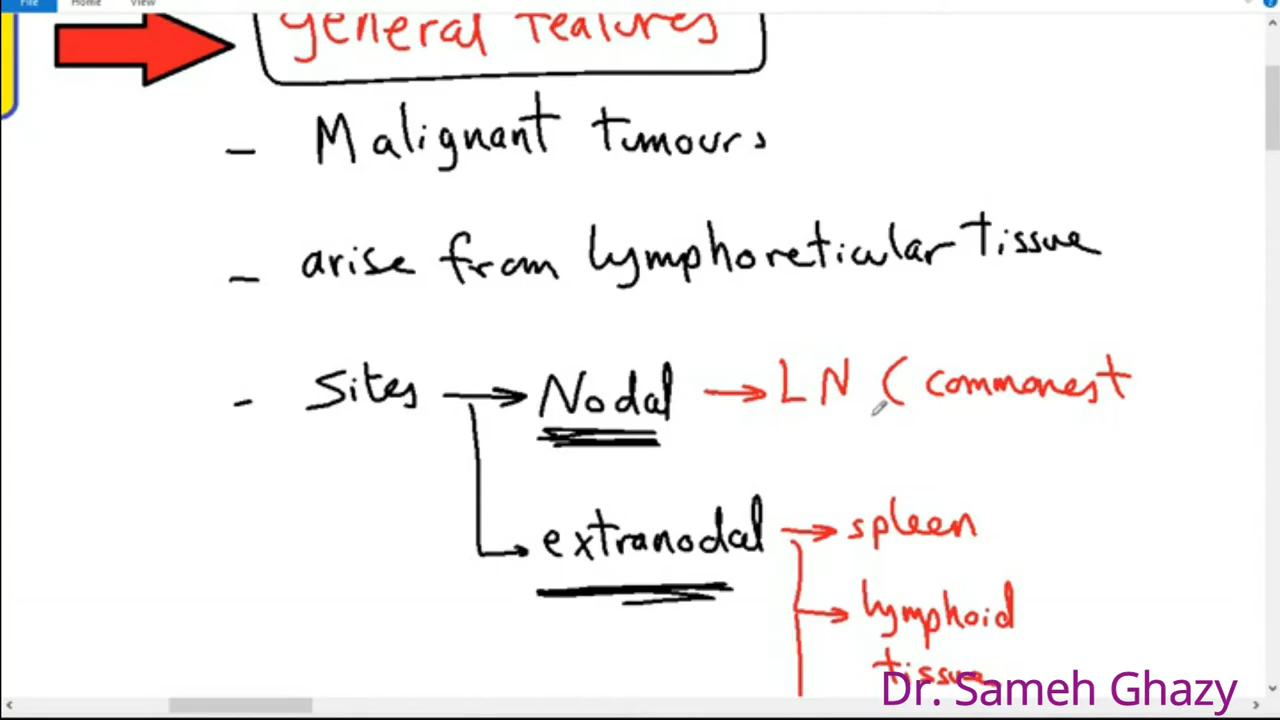 File Home View
general features
- Malignant tumours
- arise from lymphoreticular tissue
- Sites → Nodal → LN ( commonest
extranodal → spleen
→ lymphoid
tissue
Dr. Sameh Ghazy